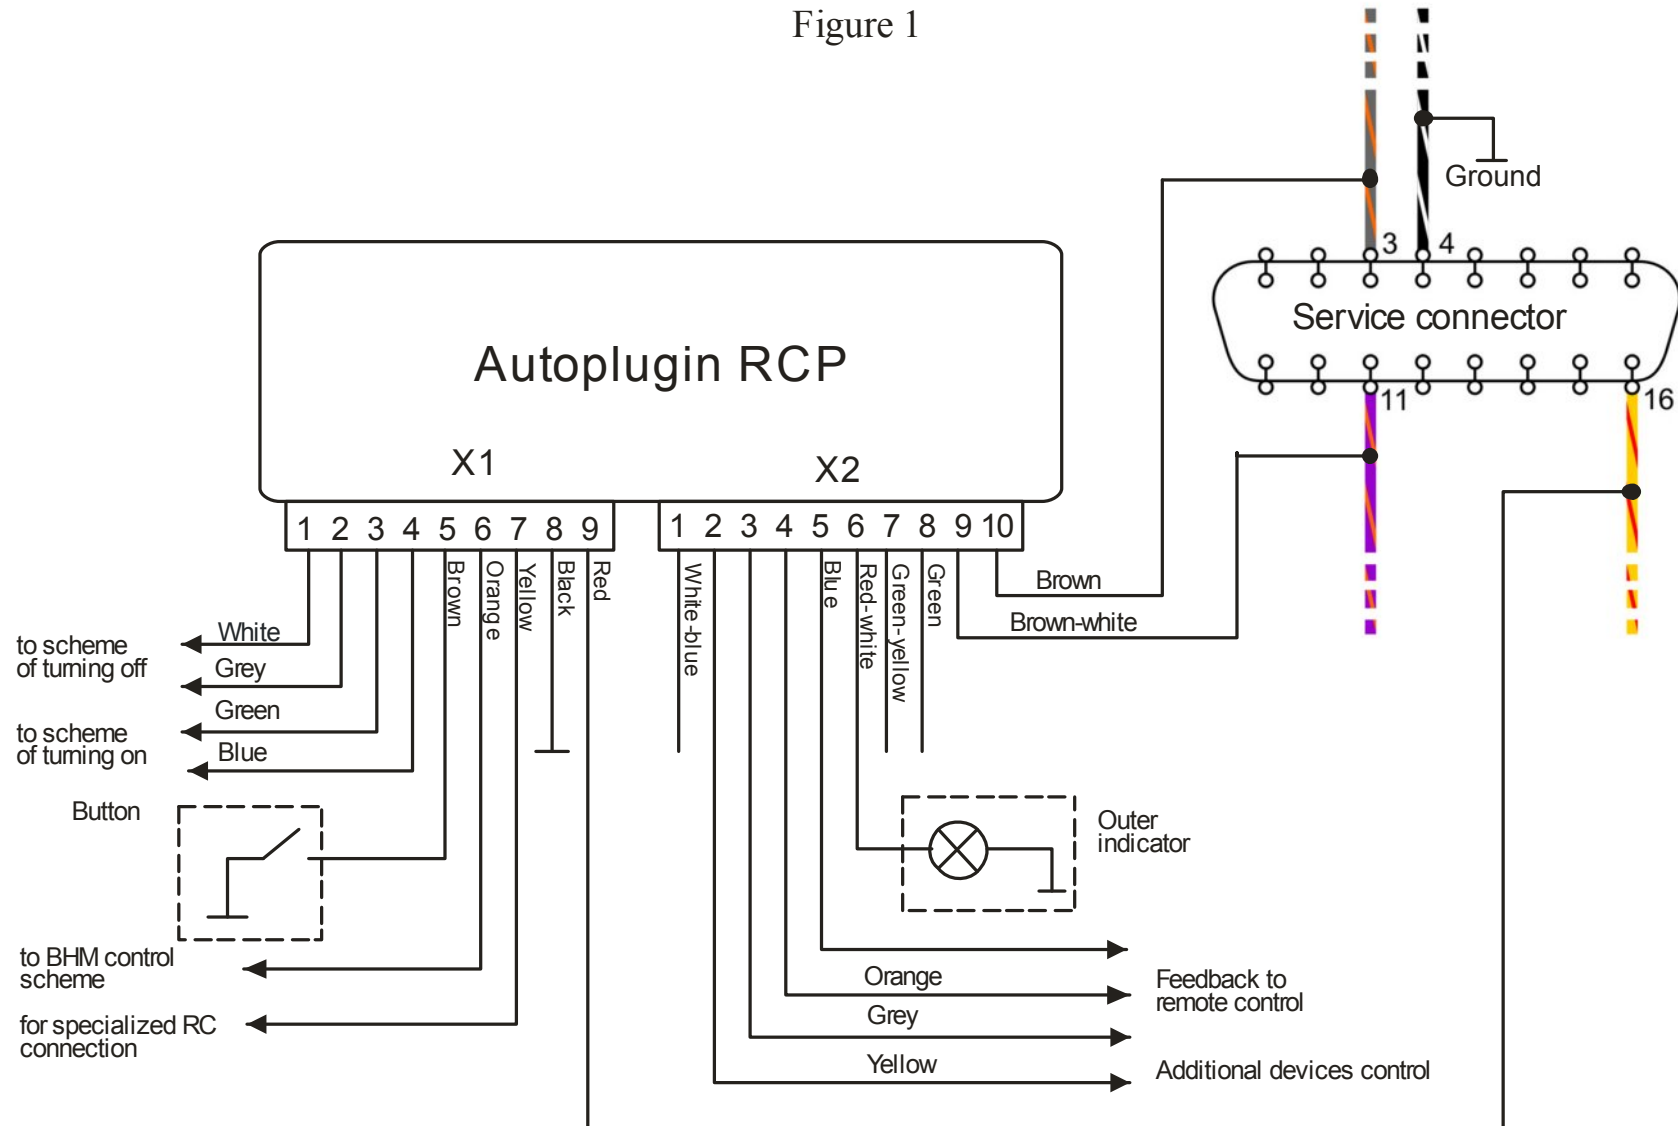 Figure 1
Ground
3 4
Service connector
11
16
Autoplugin RCP
X1
X2
1 2 3 4 5 6 7 8 9
1 2 3 4 5 6 7 8 9 10
Brown
Orange
Yellow
Black
Red
White-blue
Blue
Red-white
Green-yellow
Green
Brown
Brown-white
to scheme
of turning off
White
Grey
to scheme
of turning on
Green
Blue
Button
Outer
indicator
to BHM control
scheme
for specialized RC
connection
Orange
Grey
Yellow
Feedback to
remote control
Additional devices control